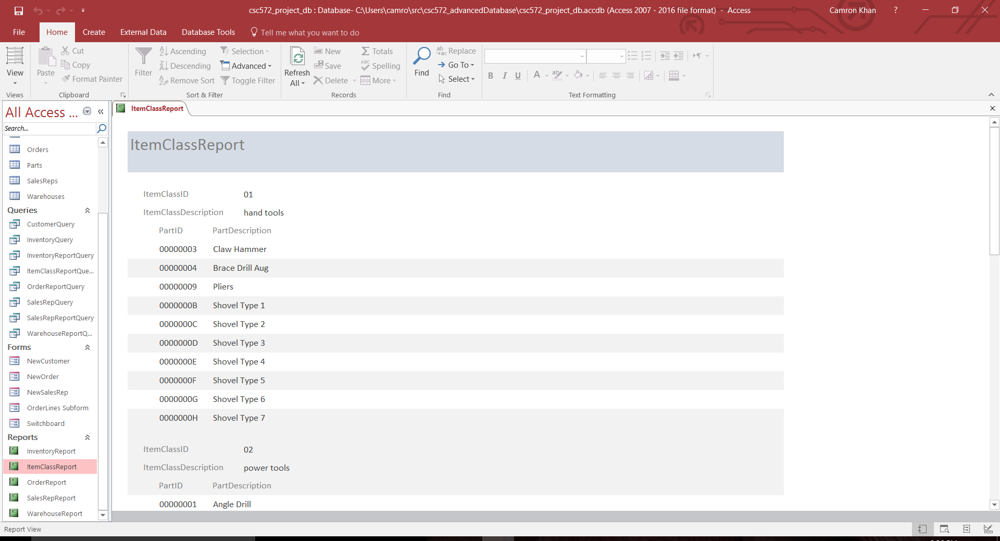 csc572_project_db : Database- C:\Users\camro\src\csc572_advancedDatabase\csc572_project_db.accdb (Access 2007 - 2016 file format) - Access
Camron Khan
?
File
Home
Create
External Data
Database Tools
Tell me what you want to do
View
Views
Paste
Cut
Copy
Format Painter
Clipboard
Filter
Ascending
Descending
Remove Sort
Selection
Advanced
Toggle Filter
Sort & Filter
Refresh
All
New
Save
Delete
Totals
Spelling
More
Records
Find
Replace
Go To
Select
Find
B I U A
Text Formatting
All Access ...
Search...
Orders
Parts
SalesReps
Warehouses
Queries
CustomerQuery
InventoryQuery
InventoryReportQuery
ItemClassReportQue...
OrderReportQuery
SalesRepQuery
SalesRepReportQuery
WarehouseReportQ...
Forms
NewCustomer
NewOrder
NewSalesRep
OrderLines Subform
Switchboard
Reports
InventoryReport
ItemClassReport
OrderReport
SalesRepReport
WarehouseReport
ItemClassReport
ItemClassReport
ItemClassID 01
ItemClassDescription hand tools
PartID PartDescription
00000003 Claw Hammer
00000004 Brace Drill Aug
00000009 Pliers
0000000B Shovel Type 1
0000000C Shovel Type 2
0000000D Shovel Type 3
0000000E Shovel Type 4
0000000F Shovel Type 5
0000000G Shovel Type 6
0000000H Shovel Type 7
ItemClassID 02
ItemClassDescription power tools
PartID PartDescription
00000001 Angle Drill
Report View